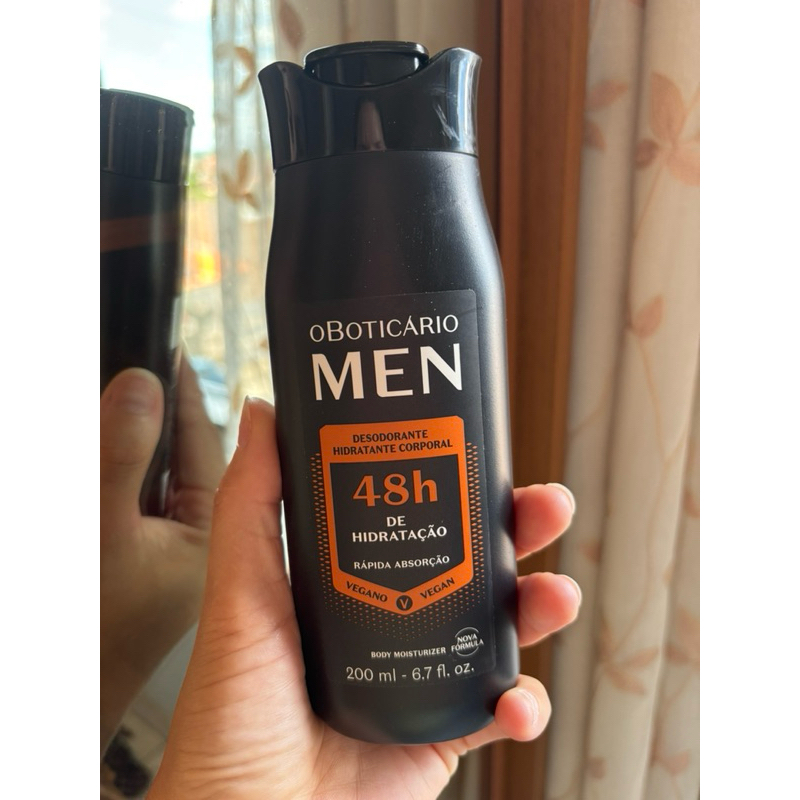 oBOTICÁRIO
MEN
DESODORANTE
HIDRATANTE CORPORAL
48h
DE
HIDRATAÇÃO
RÁPIDA ABSORÇÃO
VEGANO V VEGAN
BODY MOISTURIZER
NOVA
FÓRMULA
200 ml - 6.7 fl. oz.